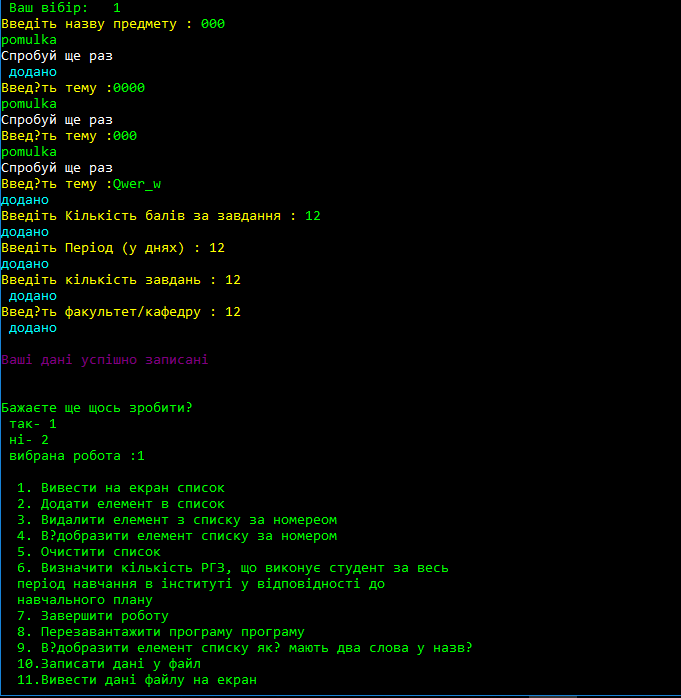 Ваш вибір: 1
Введіть назву предмету : 000
pomulka
Спробуй ще раз
додано
Введ?ть тему :0000
pomulka
Спробуй ще раз
Введ?ть тему :000
pomulka
Спробуй ще раз
Введ?ть тему :Qwer_w
додано
Введіть Кількість балів за завдання : 12
додано
Введіть Період (у днях) : 12
додано
Введіть кількість завдань : 12
додано
Введ?ть факультет/кафедру : 12
додано
Ваші дані успішно записані
Бажаєте ще щось зробити?
так- 1
ні- 2
вибрана робота :1
1. Вивести на екран список
2. Додати елемент в список
3. Видалити елемент з списку за номереом
4. В?добразити елемент списку за номером
5. Очистити список
6. Визначити кількість РГЗ, що виконує студент за весь
період навчання в інституті у відповідності до
навчального плану
7. Завершити роботу
8. Перезавантажити програму програму
9. В?добразити елемент списку як? мають два слова у назв?
10.Записати дані у файл
11.Вивести дані файлу на екран